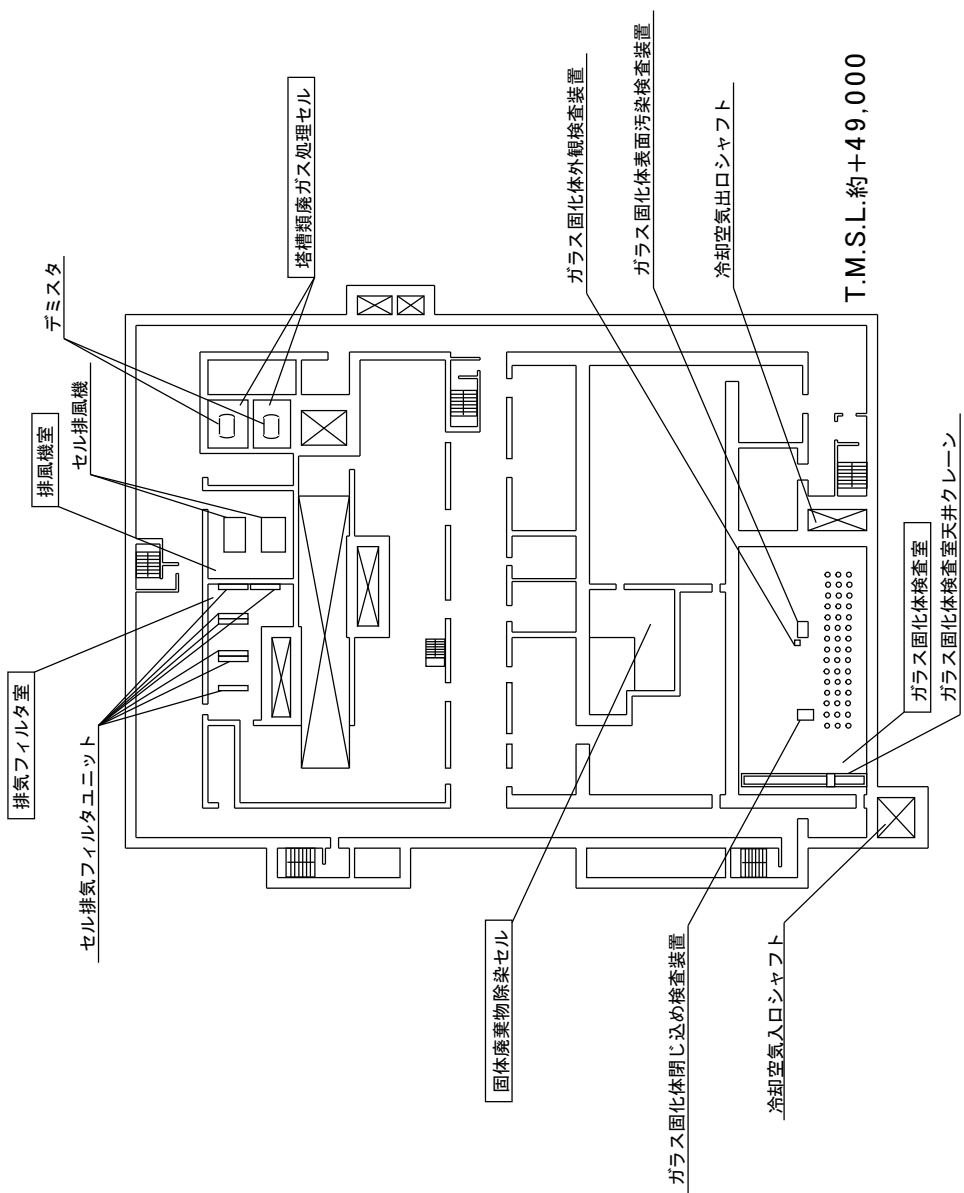 排気フィルタ室
セル排気フィルタユニット
排風機室
セル排風機
デミスタ
塔槽類廃ガス処理セル
固体廃棄物除染セル
ガラス固化体外観検査装置
ガラス固化体表面汚染検査装置
冷却空気出口シャフト
ガラス固化体閉じ込め検査装置
冷却空気入口シャフト
ガラス固化体検査室
ガラス固化体検査室天井クレーン
T.M.S.L.約+49,000